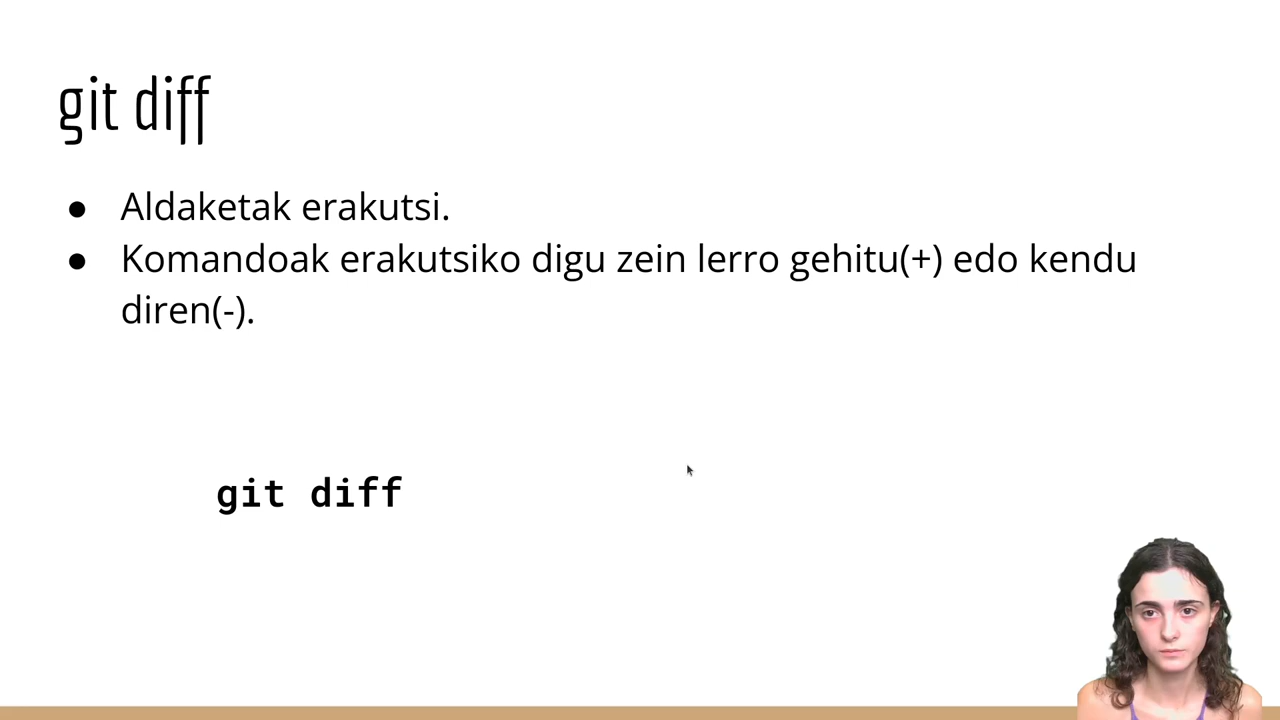 git diff
● Aldaketak erakutsi.
● Komandoak erakutsiko digu zein lerro gehitu(+) edo kendu
diren(-).
git diff